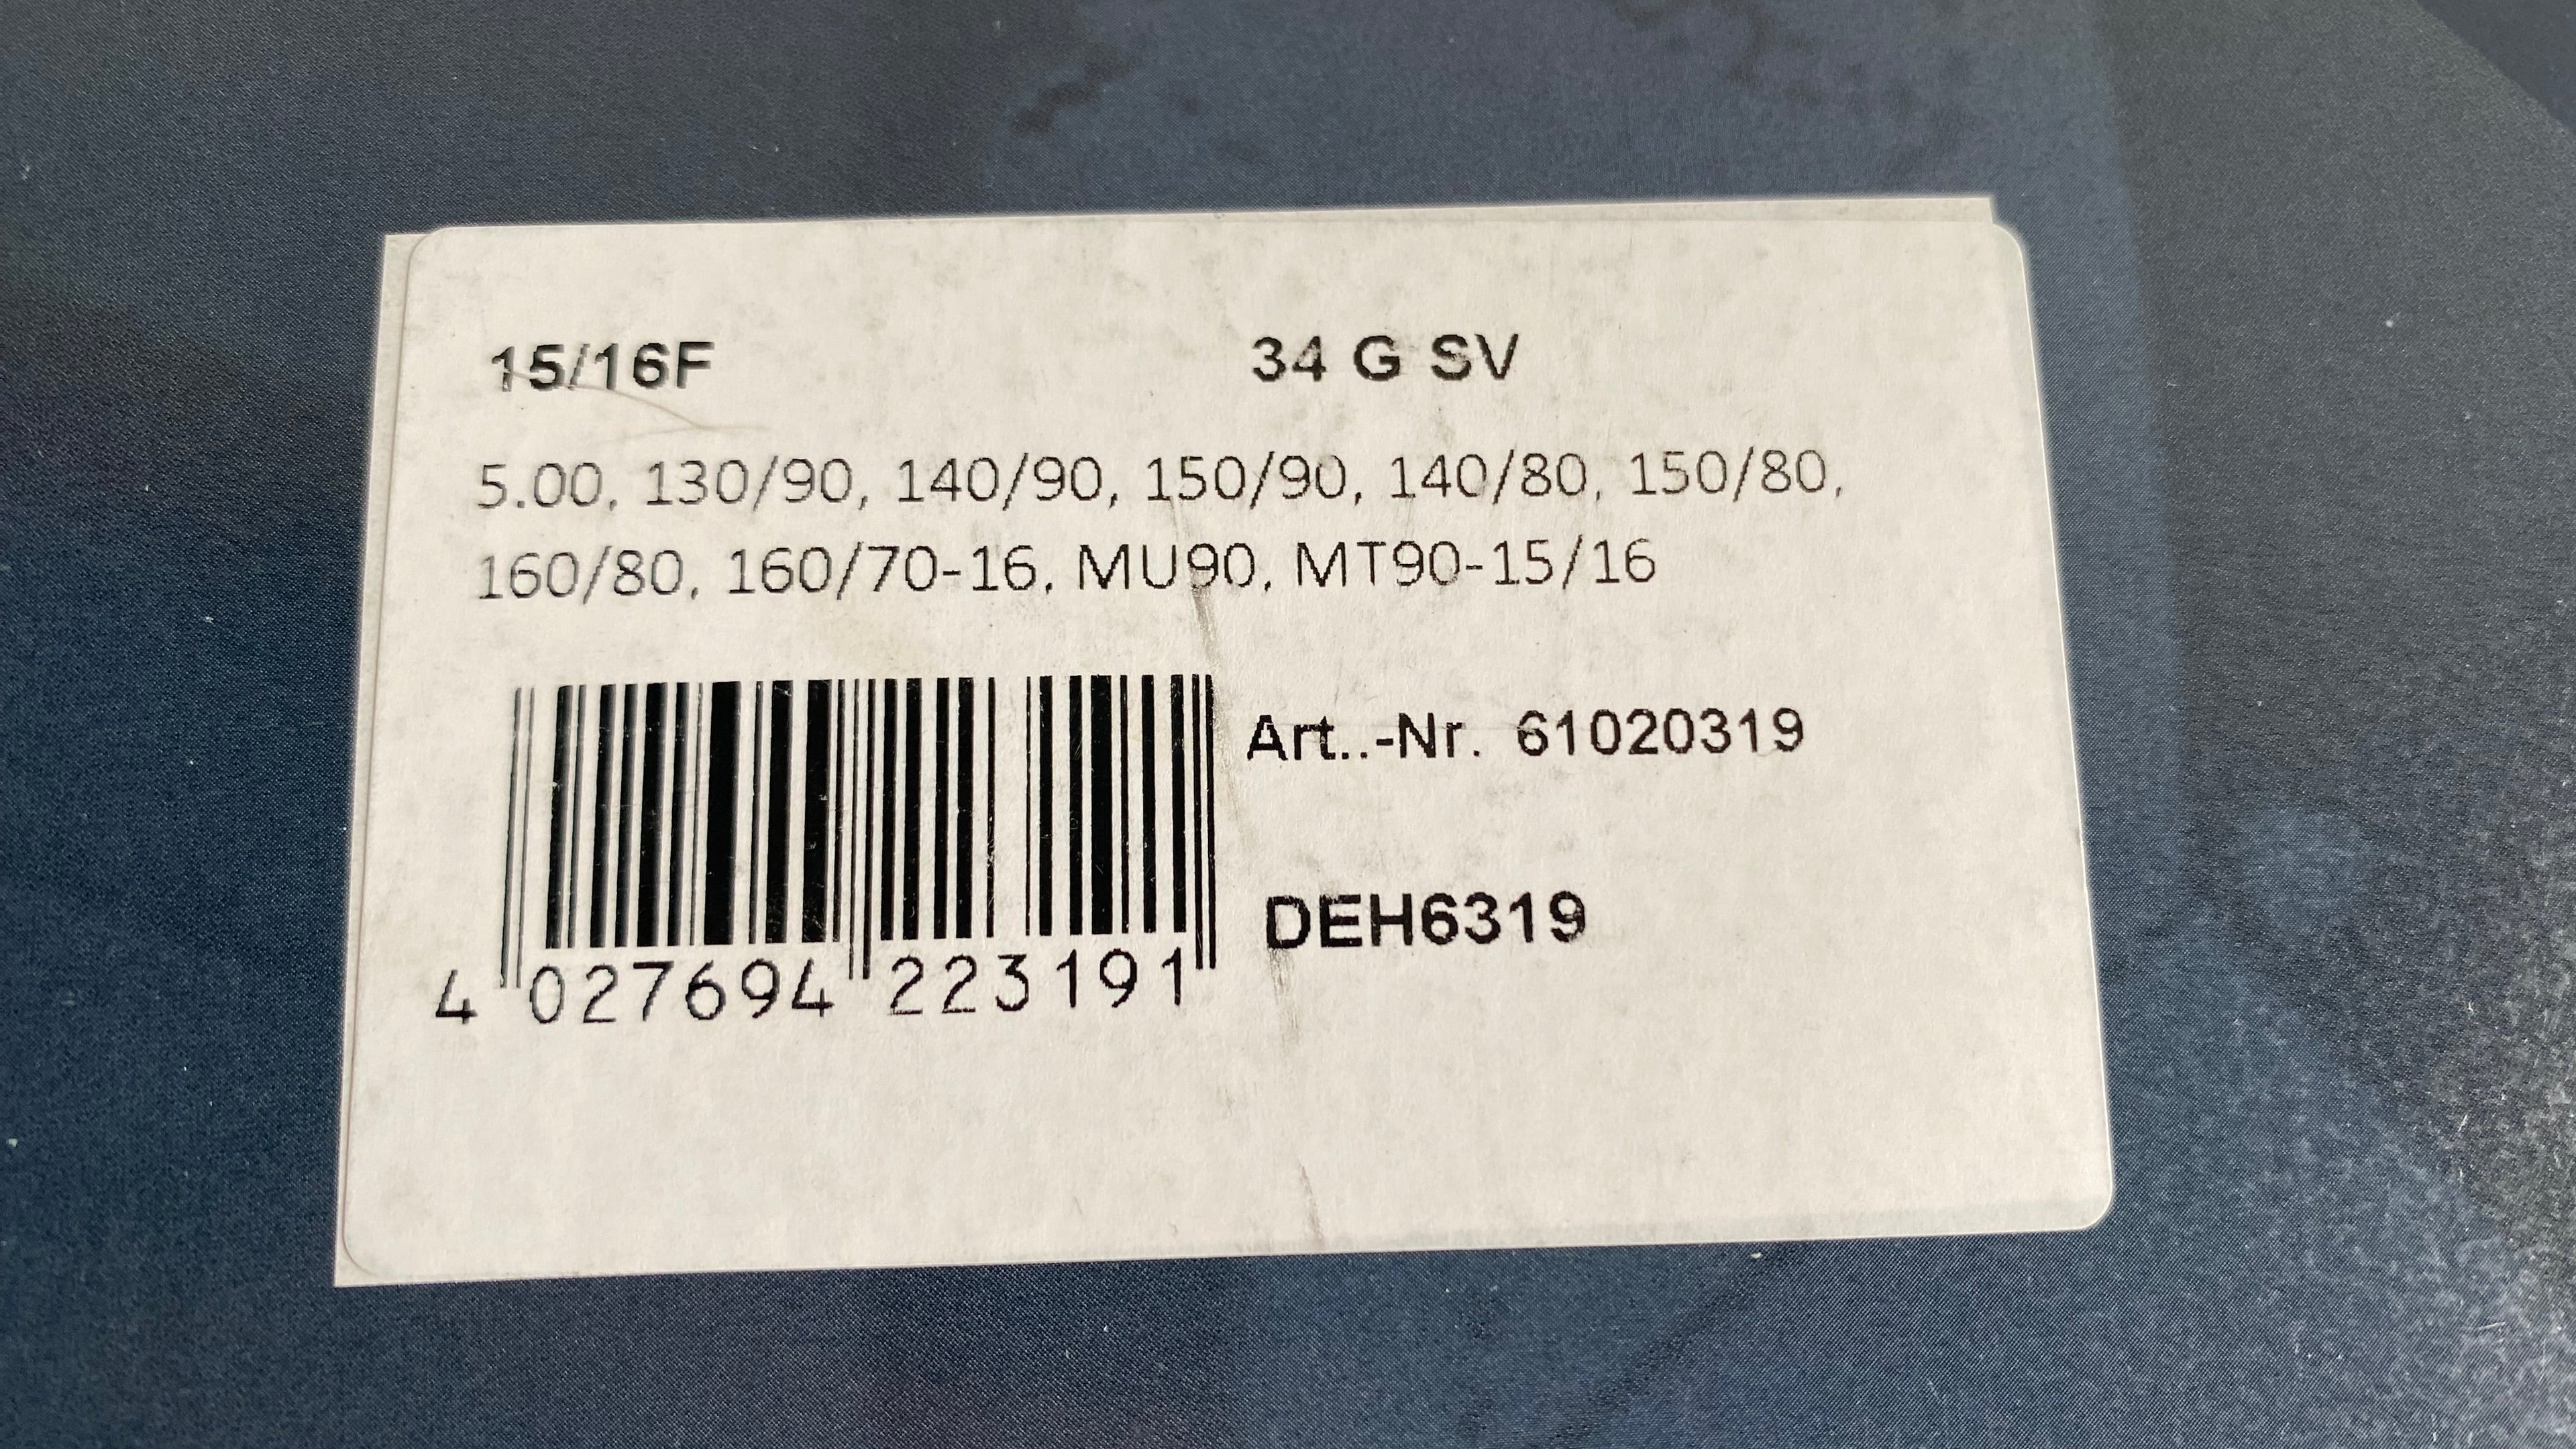 15/16F 34 G SV
5.00, 130/90, 140/90, 150/90, 140/80, 150/80,
160/80, 160/70-16, MU90, MT90-15/16
Art..-Nr. 61020319
DEH6319
4 027694 223191